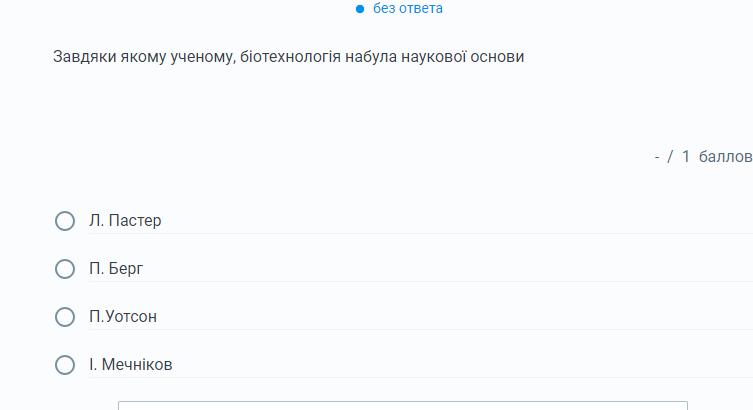 без ответа
Завдяки якому ученому, біотехнологія набула наукової основи
- / 1 баллов
Л. Пастер
П. Берг
П.Уотсон
І. Мечніков